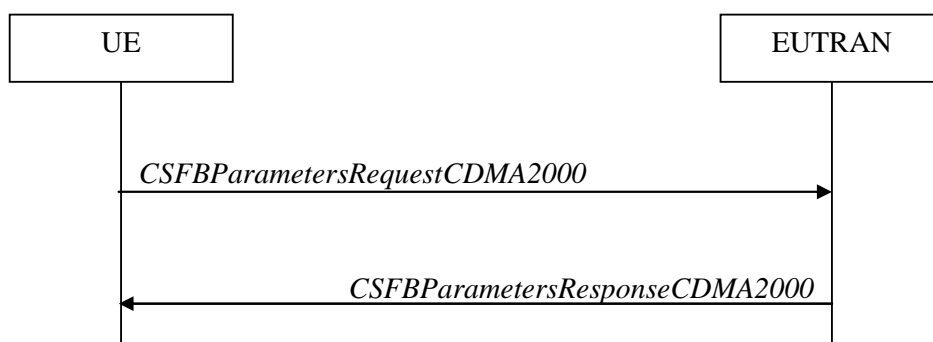 UE
EUTRAN
CSFBParametersRequestCDMA2000
CSFBParametersResponseCDMA2000